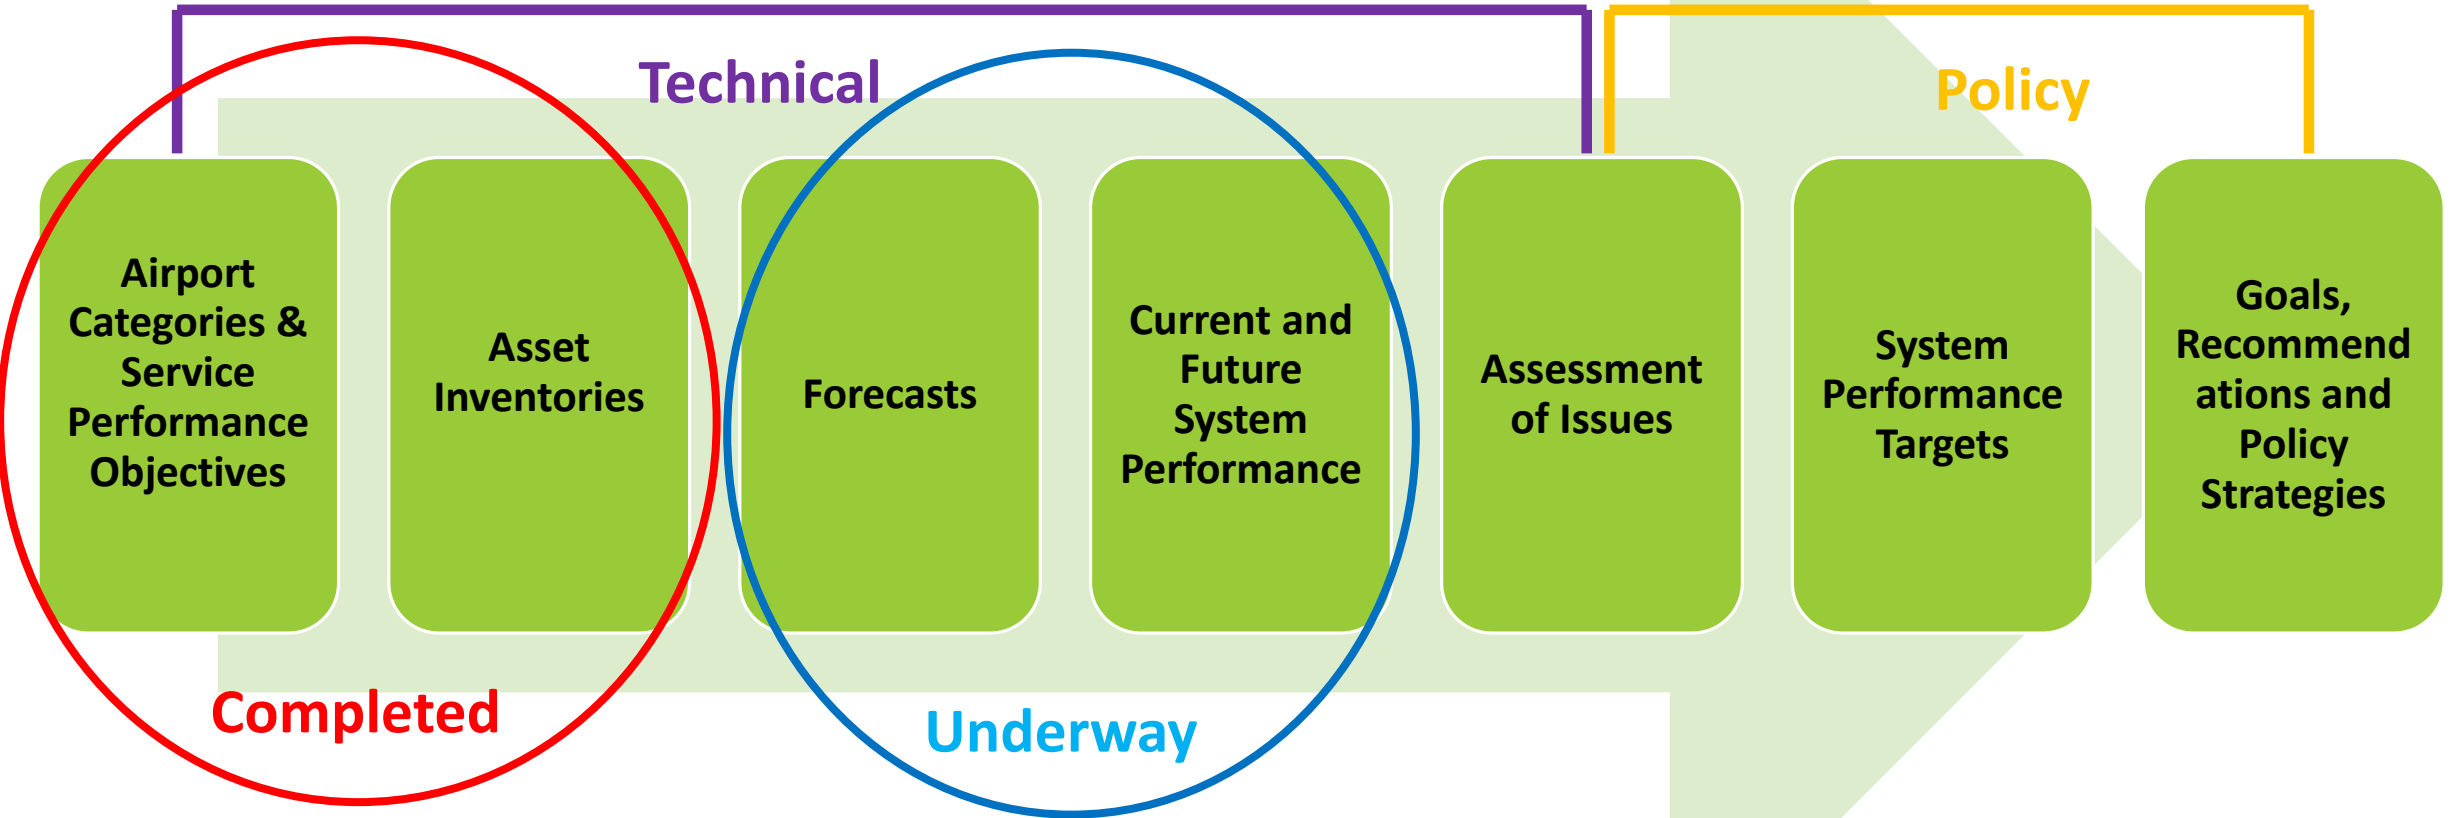 Technical
Policy
Airport
Categories &
Service
Performance
Objectives
Asset
Inventories
Forecasts
Current and
Future
System
Performance
Assessment
of Issues
System
Performance
Targets
Goals,
Recommend
ations and
Policy
Strategies
Completed
Underway